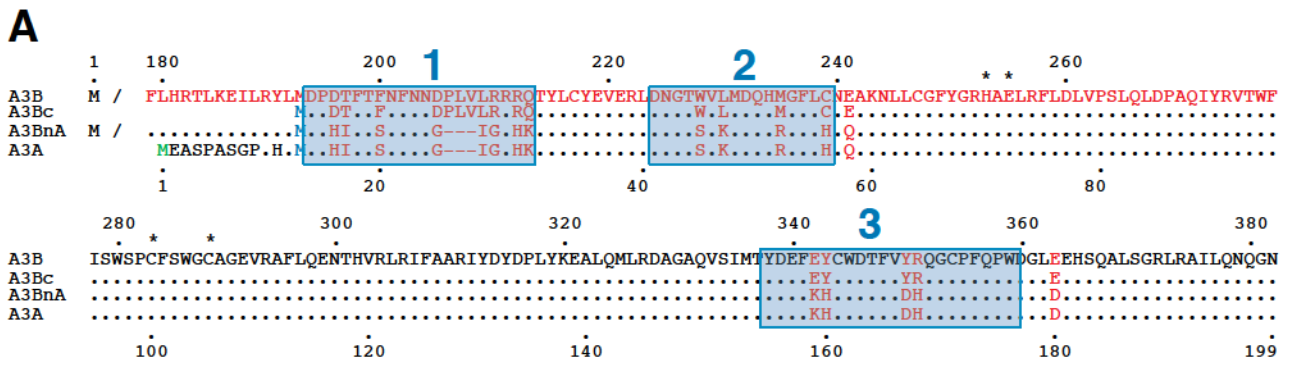 A
1 180 200 1 220 2 240 260
* *
A3B M / FLHRTLKEILRYLMDPDTFTFNFNNDPLVLRRRQTYLCYEVERLDNGTWVLMDQHMGFLCNEAKNLLCGFYGRHAELRFLDLVPSLQLDPAQIYRVTWF
A3Bc M..DT..F....DPLVLR.RQ..............W.L....M...C.E.....................................
A3BnA M / .............M..HI..S....G---IG.HK..............S.K....R...H.Q.....................................
A3A MEASPASGP.H.M..HI..S....G---IG.HK..............S.K....R...H.Q.....................................
1 20 40 60 80
280 300 320 340 3 360 380
* *
A3B ISWSPCFSWGCAGEVRAFLQENTHVRLRIFAARIYDYDPLYKEALQMLRDAGAQVSIMTYDEFEYCWDTFVYRQGCPFQPWDGLEEHSQALSGRLRAILQNQGN
A3Bc ...............................................................EY......YR...........E...................
A3BnA ...............................................................KH......DH...........D...................
A3A ...............................................................KH......DH...........D...................
100 120 140 160 180 199